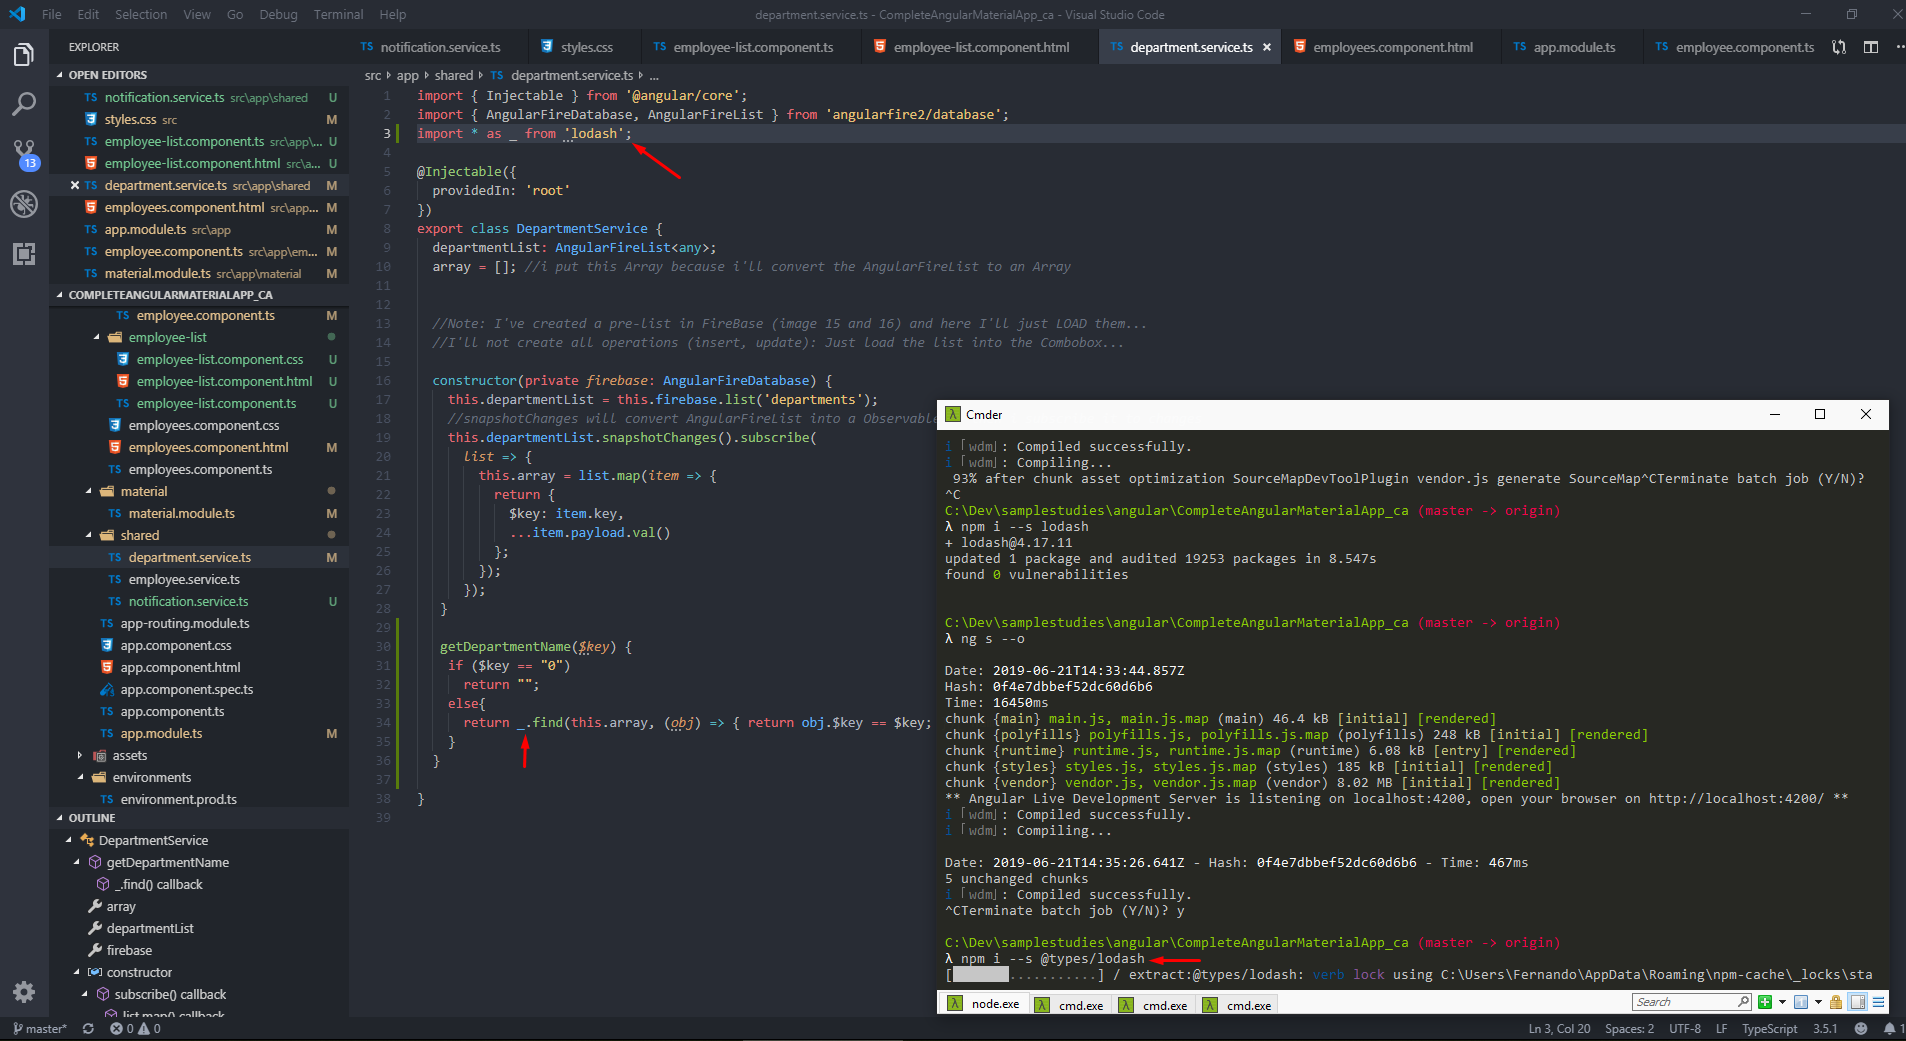 File Edit Selection View Go Debug Terminal Help
department.service.ts - CompleteAngularMaterialApp_ca - Visual Studio Code
EXPLORER
OPEN EDITORS
TS notification.service.ts src\app\shared U
styles.css src M
TS employee-list.component.ts src\app\... U
employee-list.component.html src\a... U
TS department.service.ts src\app\shared M
employees.component.html src\app... M
TS app.module.ts src\app M
TS employee.component.ts src\app\em... M
TS material.module.ts src\app\material M
13
COMPLETEANGULARMATERIALAPP_CA
TS employee.component.ts M
employee-list
employee-list.component.css U
employee-list.component.html U
TS employee-list.component.ts U
employees.component.css
employees.component.html M
TS employees.component.ts
material
TS material.module.ts M
shared
TS department.service.ts M
TS employee.service.ts
TS notification.service.ts U
TS app-routing.module.ts
app.component.css
app.component.html
app.component.spec.ts
TS app.component.ts
TS app.module.ts M
assets
environments
TS environment.prod.ts
OUTLINE
DepartmentService
getDepartmentName
_.find() callback
array
departmentList
firebase
constructor
subscribe() callback
list.map() callback
TS notification.service.ts styles.css TS employee-list.component.ts employee-list.component.html TS department.service.ts employees.component.html TS app.module.ts TS employee.component.ts
src app shared TS department.service.ts ...
1 import { Injectable } from '@angular/core';
2 import { AngularFireDatabase, AngularFireList } from 'angularfire2/database';
3 import * as _ from 'lodash';
4
5 @Injectable({
6 providedIn: 'root'
7 })
8 export class DepartmentService {
9 departmentList: AngularFireList<any>;
10 array = []; //i put this Array because i'll convert the AngularFireList to an Array
11
12
13 //Note: I've created a pre-list in FireBase (image 15 and 16) and here I'll just LOAD them...
14 //I'll not create all operations (insert, update): Just load the list into the Combobox...
15
16 constructor(private firebase: AngularFireDatabase) {
17 this.departmentList = this.firebase.list('departments');
18 //snapshotChanges will convert AngularFireList into a Observable
19 this.departmentList.snapshotChanges().subscribe(
20 list => {
21 this.array = list.map(item => {
22 return {
23 $key: item.key,
24 ...item.payload.val()
25 };
26 });
27 });
28 }
29
30 getDepartmentName($key) {
31 if ($key == "0")
32 return "";
33 else{
34 return _.find(this.array, (obj) => { return obj.$key == $key;
35 }
36 }
37
38 }
39
Cmder
i 「wdm」: Compiled successfully.
i 「wdm」: Compiling...
93% after chunk asset optimization SourceMapDevToolPlugin vendor.js generate SourceMap^CTerminate batch job (Y/N)?
^C
C:\Dev\samplestudies\angular\CompleteAngularMaterialApp_ca (master -> origin)
λ npm i --s lodash
+ lodash@4.17.11
updated 1 package and audited 19253 packages in 8.547s
found 0 vulnerabilities
C:\Dev\samplestudies\angular\CompleteAngularMaterialApp_ca (master -> origin)
λ ng s --o
Date: 2019-06-21T14:33:44.857Z
Hash: 0f4e7dbbef52dc60d6b6
Time: 16450ms
chunk {main} main.js, main.js.map (main) 46.4 kB [initial] [rendered]
chunk {polyfills} polyfills.js, polyfills.js.map (polyfills) 248 kB [initial] [rendered]
chunk {runtime} runtime.js, runtime.js.map (runtime) 6.08 kB [entry] [rendered]
chunk {styles} styles.js, styles.js.map (styles) 185 kB [initial] [rendered]
chunk {vendor} vendor.js, vendor.js.map (vendor) 8.02 MB [initial] [rendered]
** Angular Live Development Server is listening on localhost:4200, open your browser on http://localhost:4200/ **
i 「wdm」: Compiled successfully.
i 「wdm」: Compiling...
Date: 2019-06-21T14:35:26.641Z - Hash: 0f4e7dbbef52dc60d6b6 - Time: 467ms
5 unchanged chunks
i 「wdm」: Compiled successfully.
^CTerminate batch job (Y/N)? y
C:\Dev\samplestudies\angular\CompleteAngularMaterialApp_ca (master -> origin)
λ npm i --s @types/lodash
[ ...........] / extract:@types/lodash: verb lock using C:\Users\Fernando\AppData\Roaming\npm-cache\_locks\sta
λ node.exe λ cmd.exe λ cmd.exe λ cmd.exe Search
master* 0 0 Ln 3, Col 20 Spaces: 2 UTF-8 LF TypeScript 3.5.1 1